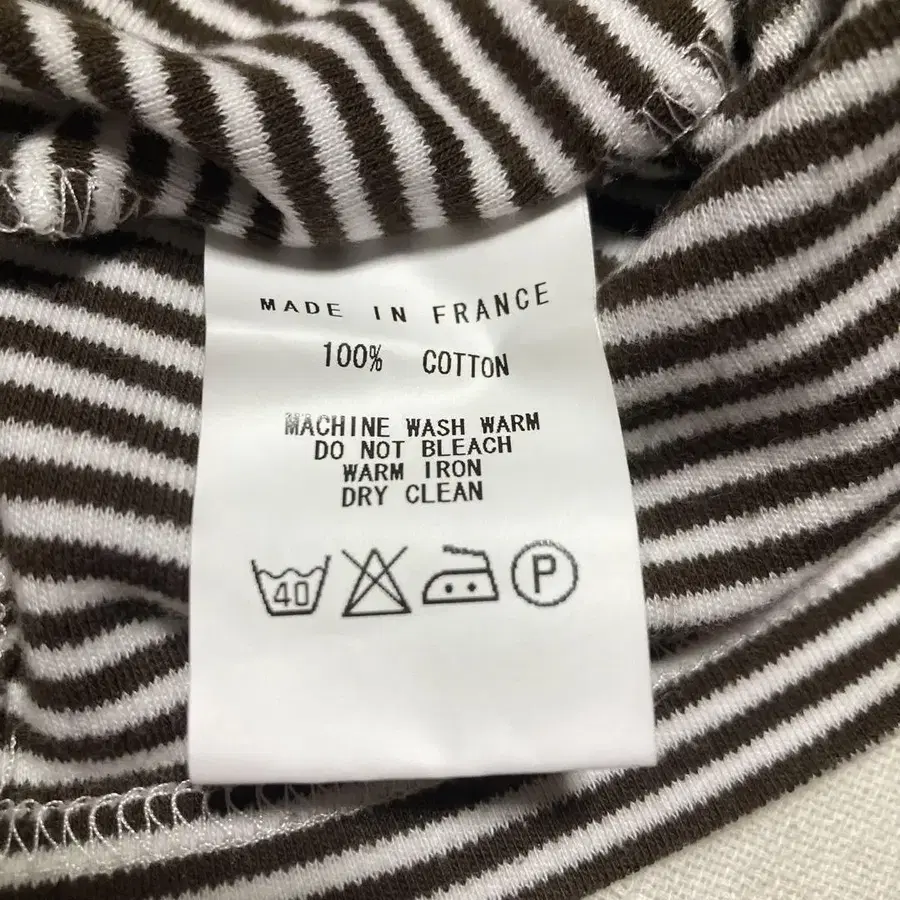 MADE IN FRANCE
100% COTTON
MACHINE WASH WARM
DO NOT BLEACH
WARM IRON
DRY CLEAN
40 P